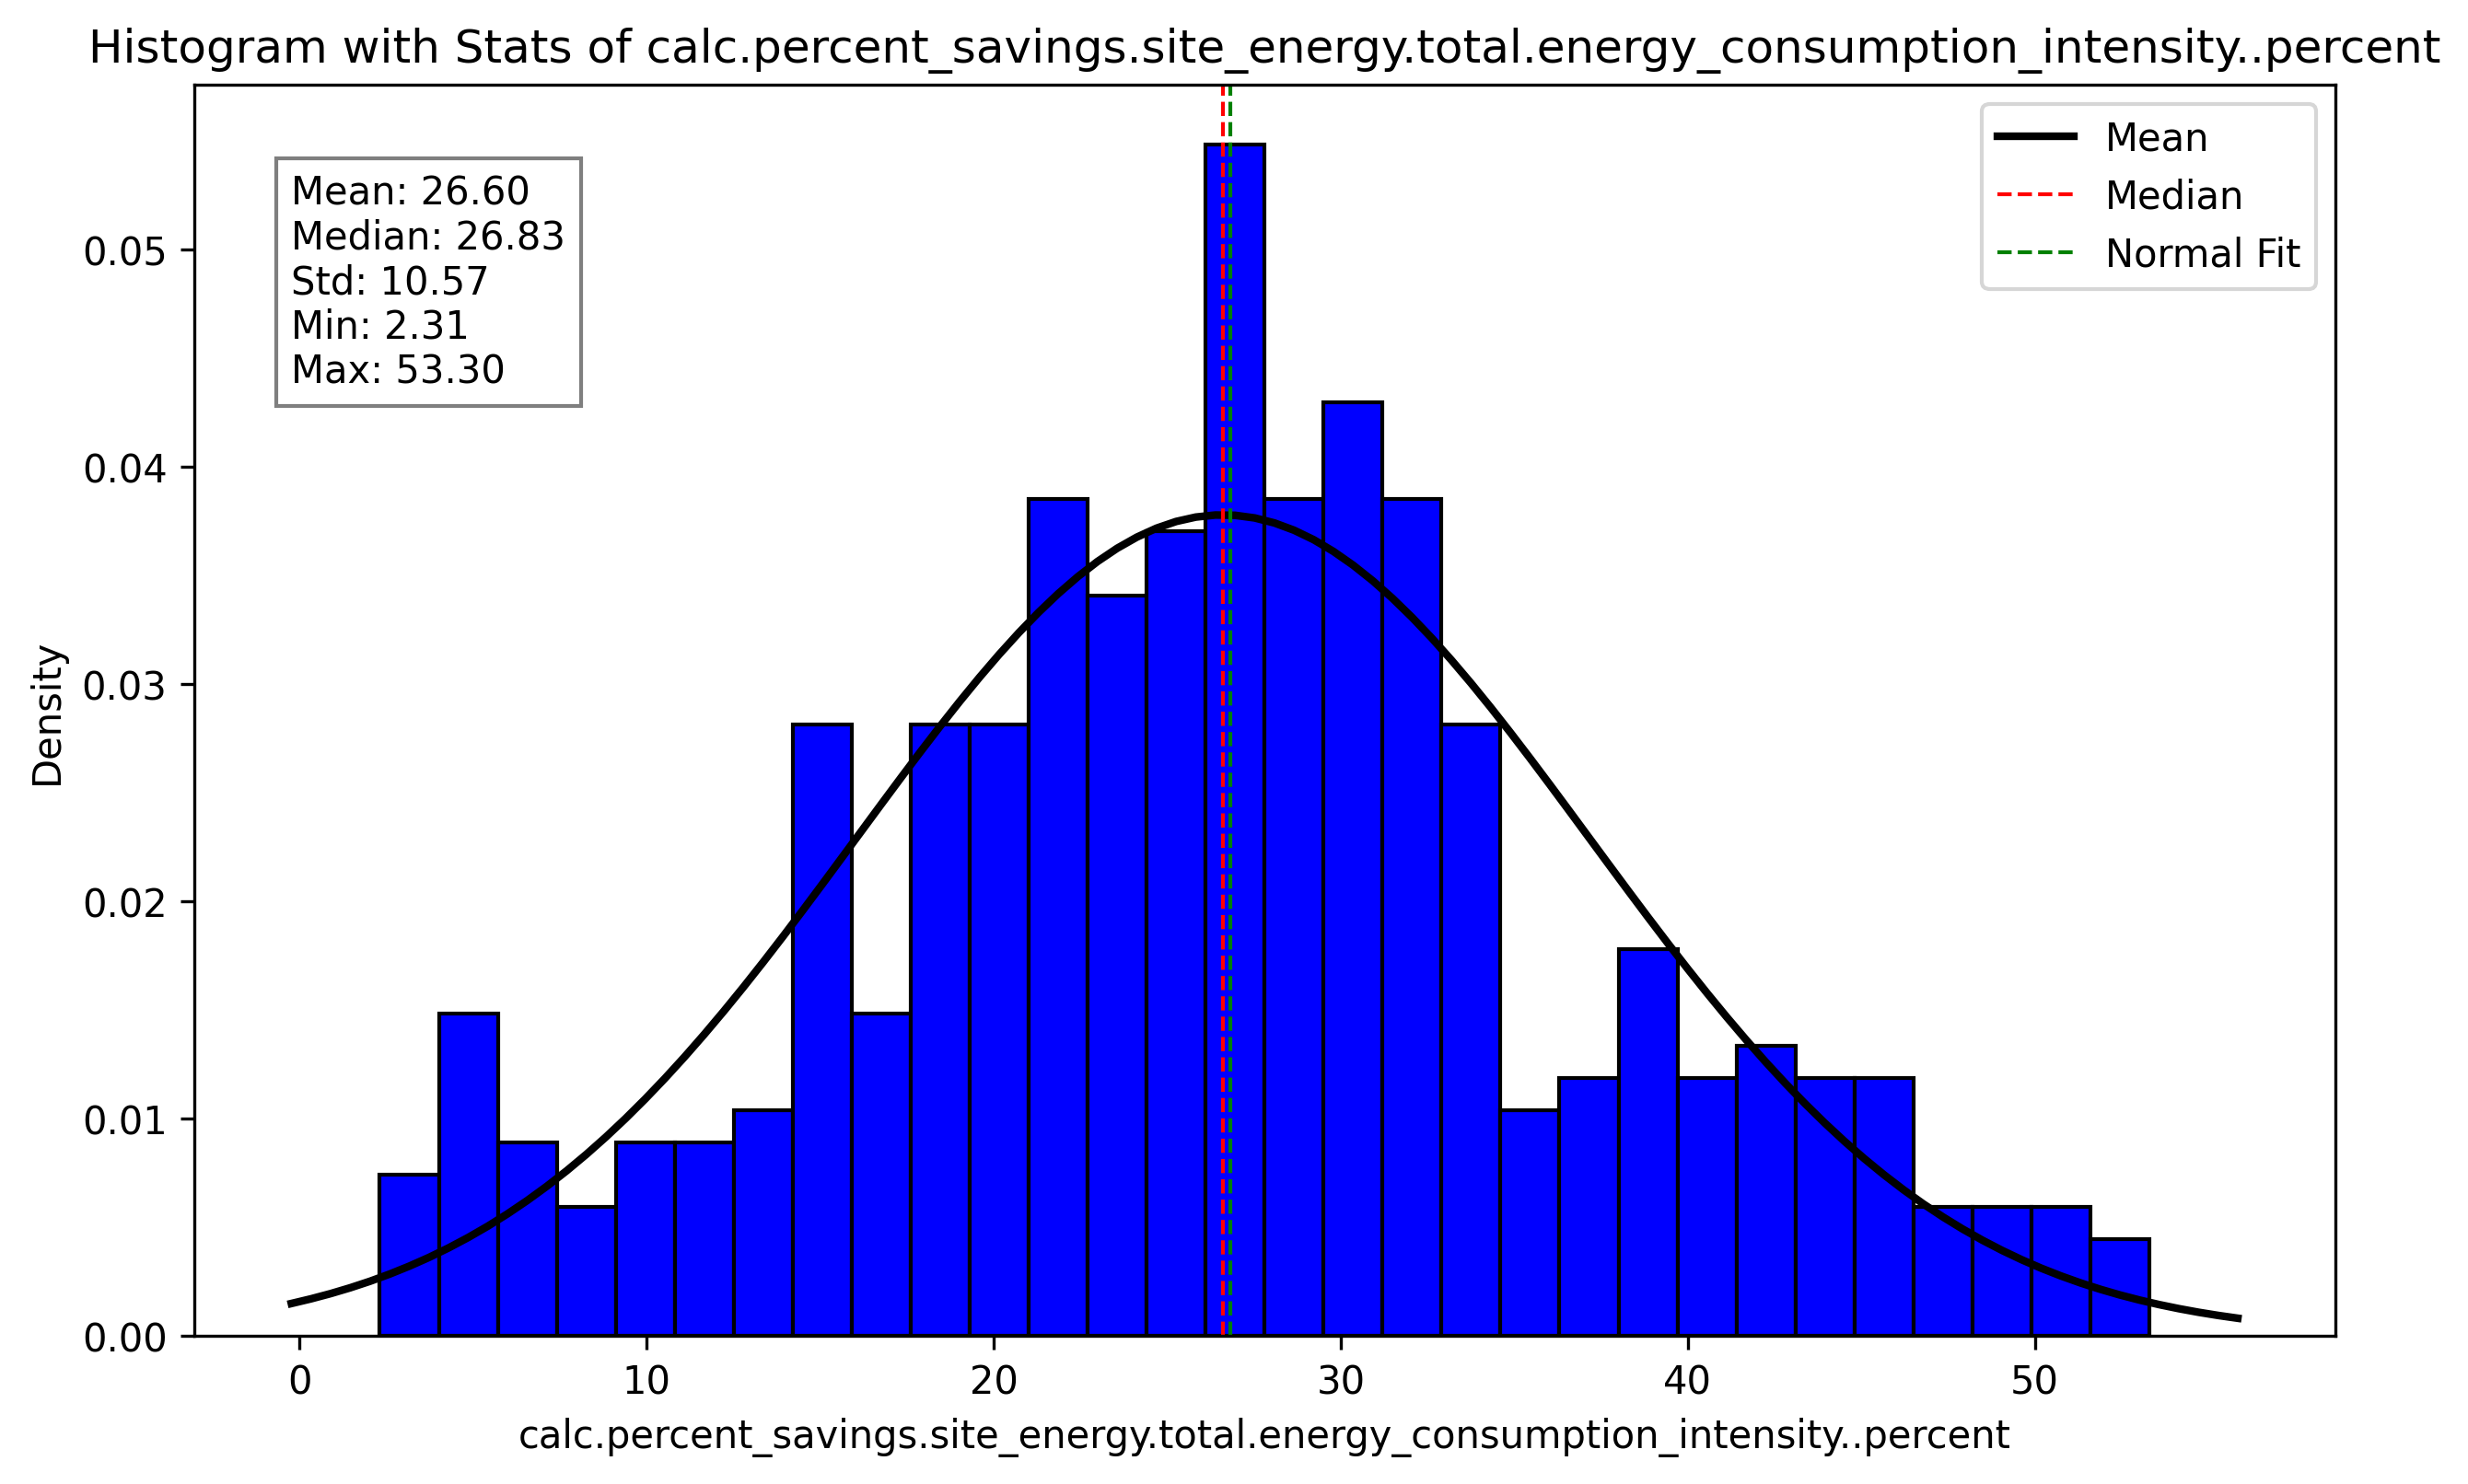 Histogram with Stats of calc.percent_savings.site_energy.total.energy_consumption_intensity..percent
Mean: 26.60
Median: 26.83
Std: 10.57
Min: 2.31
Max: 53.30
Mean
Median
Normal Fit
Density
0.05
0.04
0.03
0.02
0.01
0.00
0 10 20 30 40 50
calc.percent_savings.site_energy.total.energy_consumption_intensity..percent